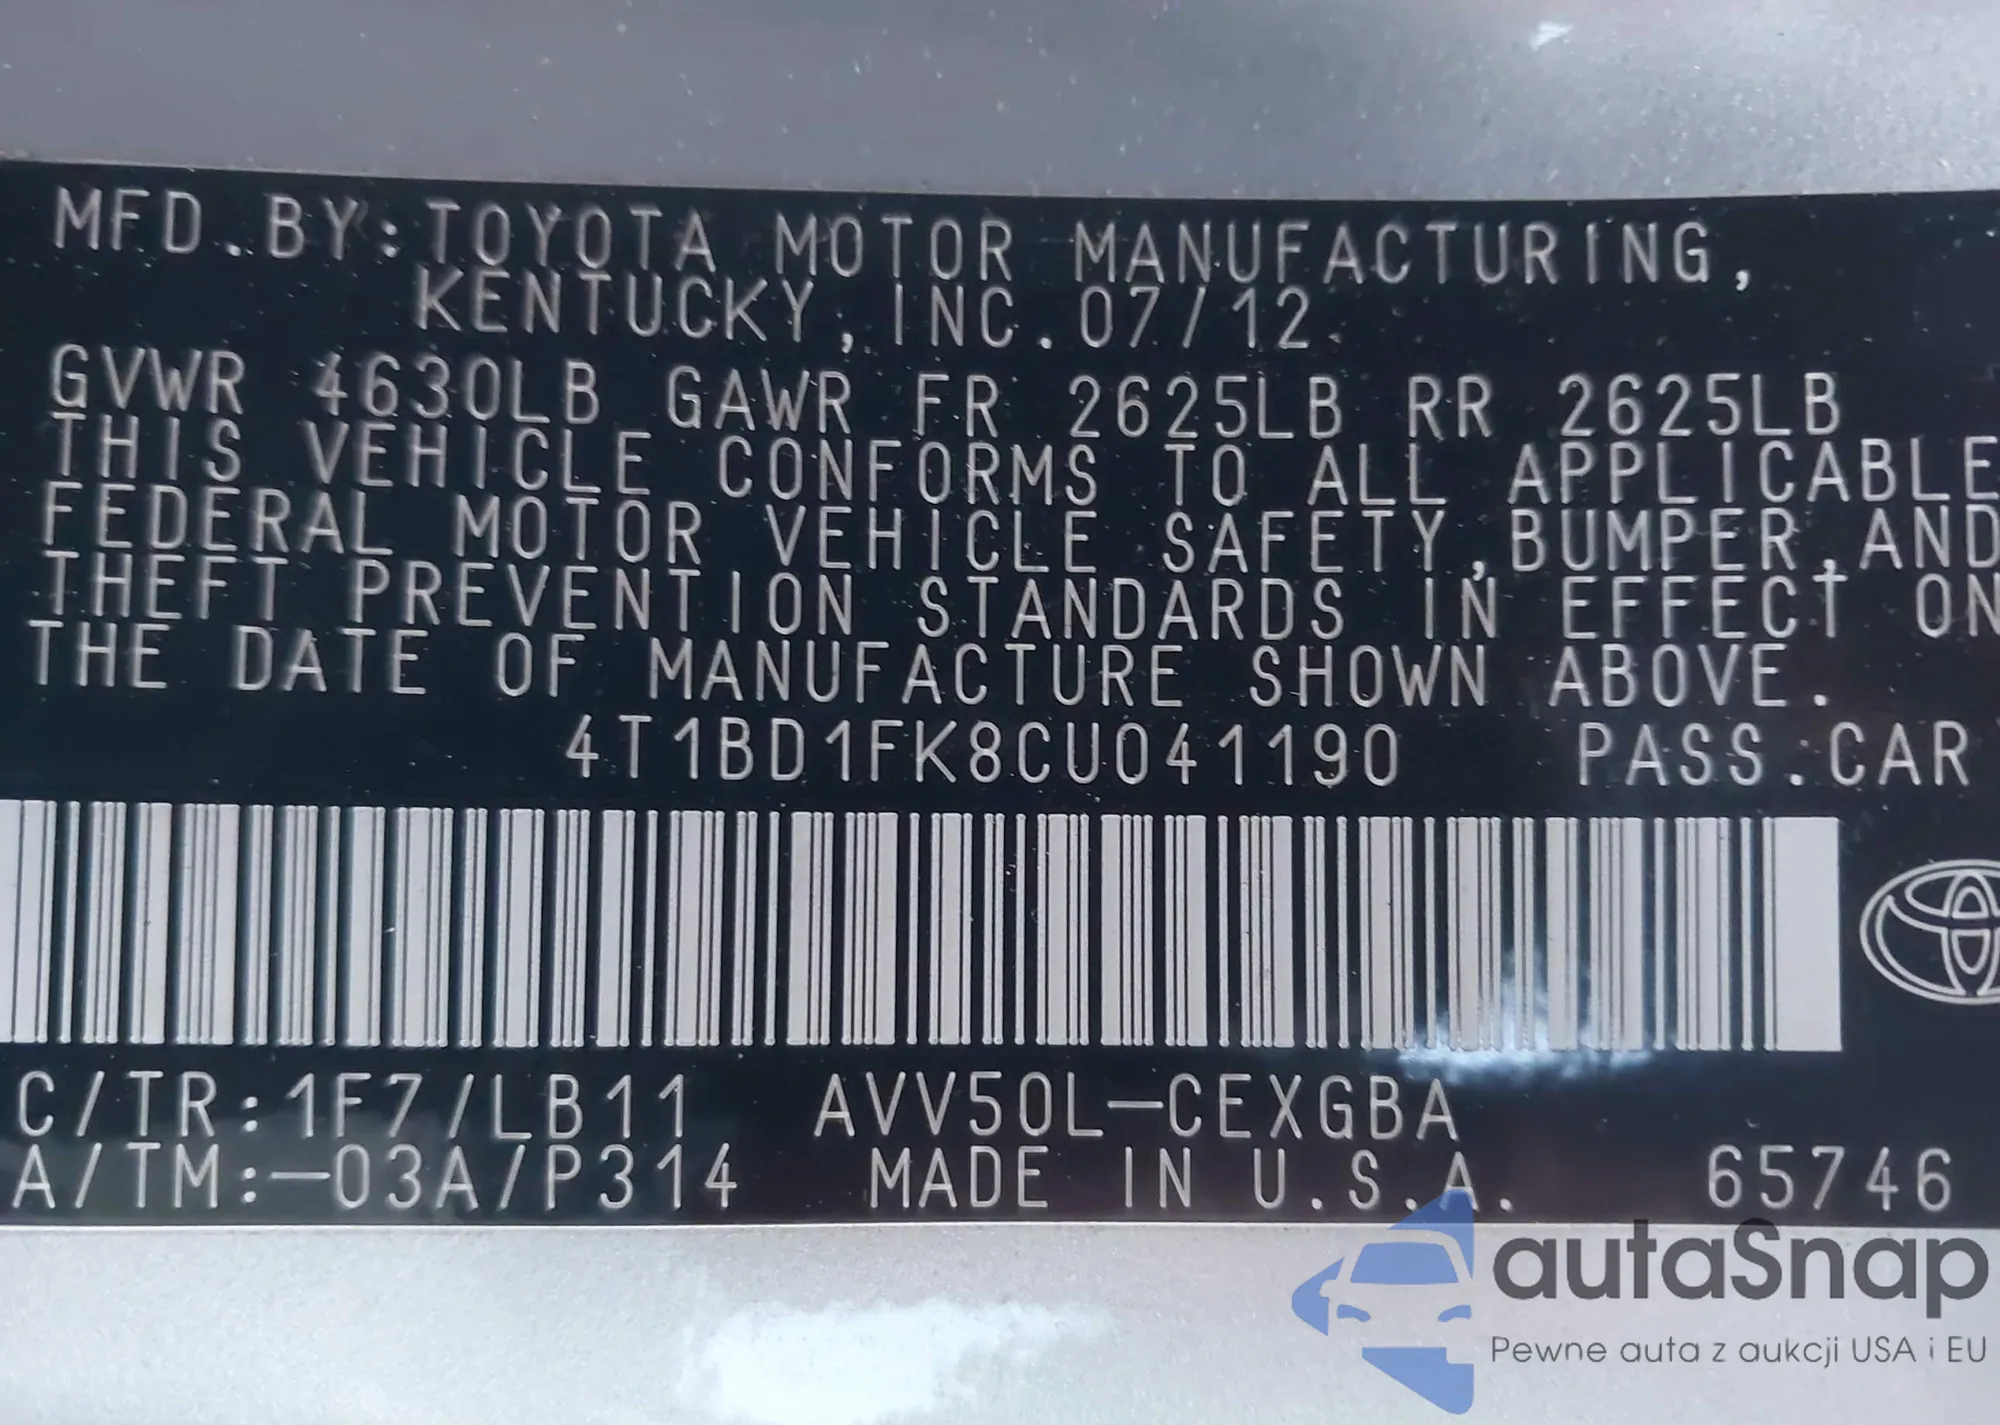 MFD.BY:TOYOTA MOTOR MANUFACTURING,
KENTUCKY, INC.07/12
GVWR 4630LB GAWR FR 2625LB RR 2625LB
THIS VEHICLE CONFORMS TO ALL APPLICABLE
FEDERAL MOTOR VEHICLE SAFETY,BUMPER,AND
THEFT PREVENTION STANDARDS IN EFFECT ON
THE DATE OF MANUFACTURE SHOWN ABOVE.
4T1BD1FK8CU041190 PASS.CAR
C/TR:1F7/LB11 AVV50L-CEXGBA
A/TM:-03A/P314 MADE IN U.S.A. 65746
autaSnap
Pewne auta z aukcji USA i EU